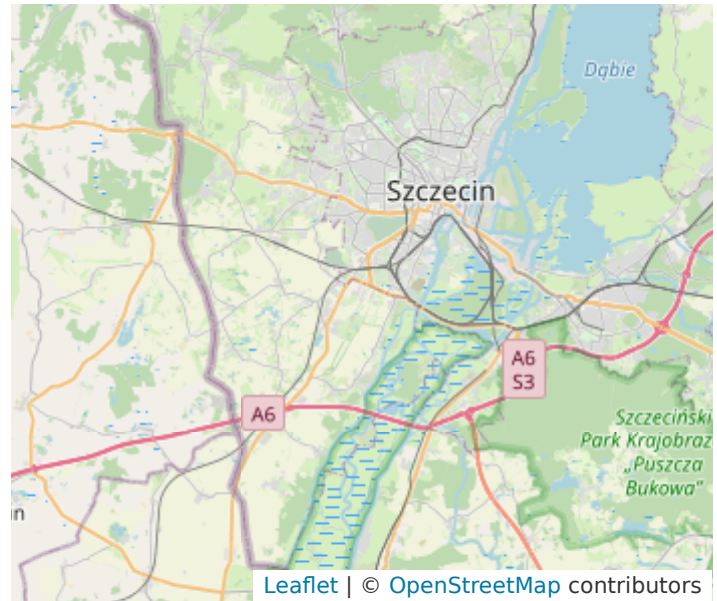 Dąbie
Szczecin
A6
S3
A6
Szczeciński
Park Krajobraz
„Puszcza
Bukowa”
n
Leaflet | © OpenStreetMap contributors